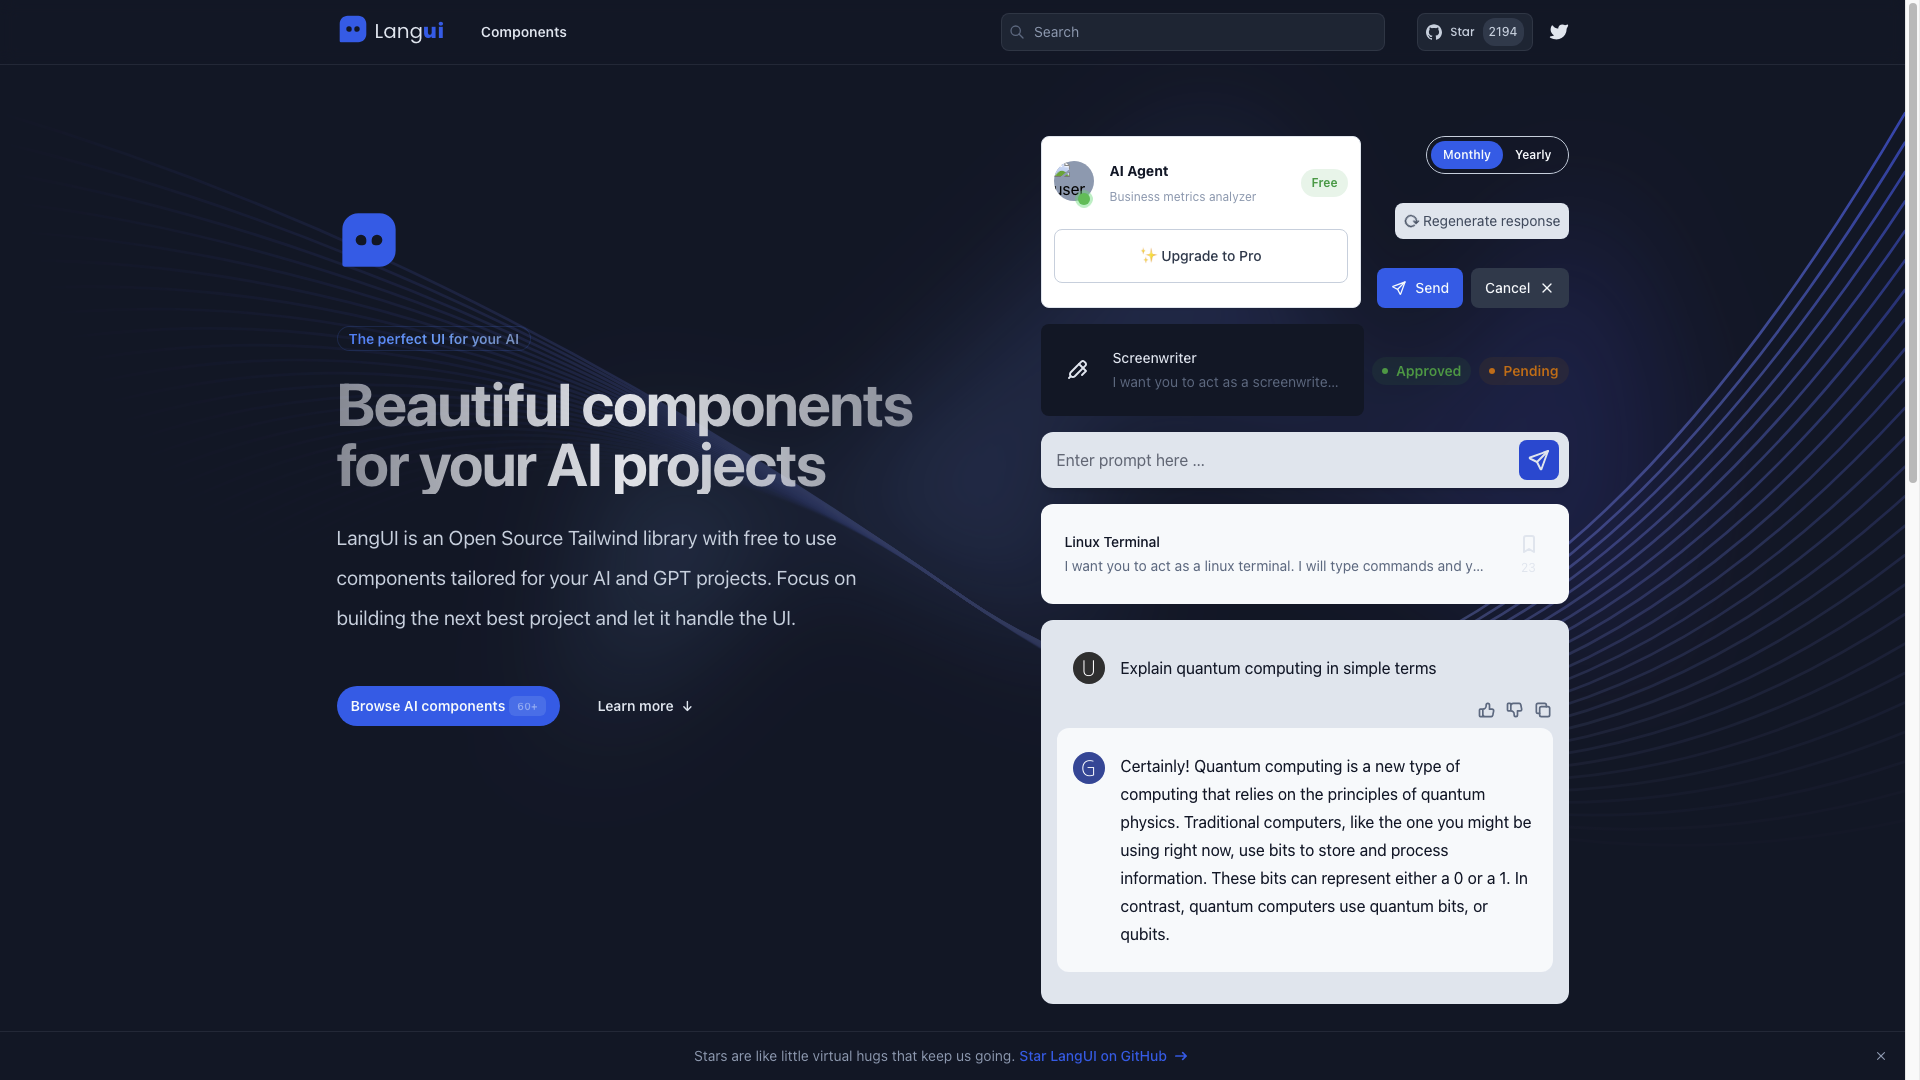 Langui
Components
Search
Star 2194
The perfect UI for your AI
Beautiful components
for your AI projects
LangUI is an Open Source Tailwind library with free to use
components tailored for your AI and GPT projects. Focus on
building the next best project and let it handle the UI.
Browse AI components 60+
Learn more
user
AI Agent
Business metrics analyzer
Free
✨ Upgrade to Pro
Monthly Yearly
Regenerate response
Send
Cancel
Screenwriter
I want you to act as a screenwrite...
Approved
Pending
Enter prompt here ...
Linux Terminal
I want you to act as a linux terminal. I will type commands and y...
23
U
Explain quantum computing in simple terms
G
Certainly! Quantum computing is a new type of
computing that relies on the principles of quantum
physics. Traditional computers, like the one you might be
using right now, use bits to store and process
information. These bits can represent either a 0 or a 1. In
contrast, quantum computers use quantum bits, or
qubits.
Stars are like little virtual hugs that keep us going. Star LangUI on GitHub →